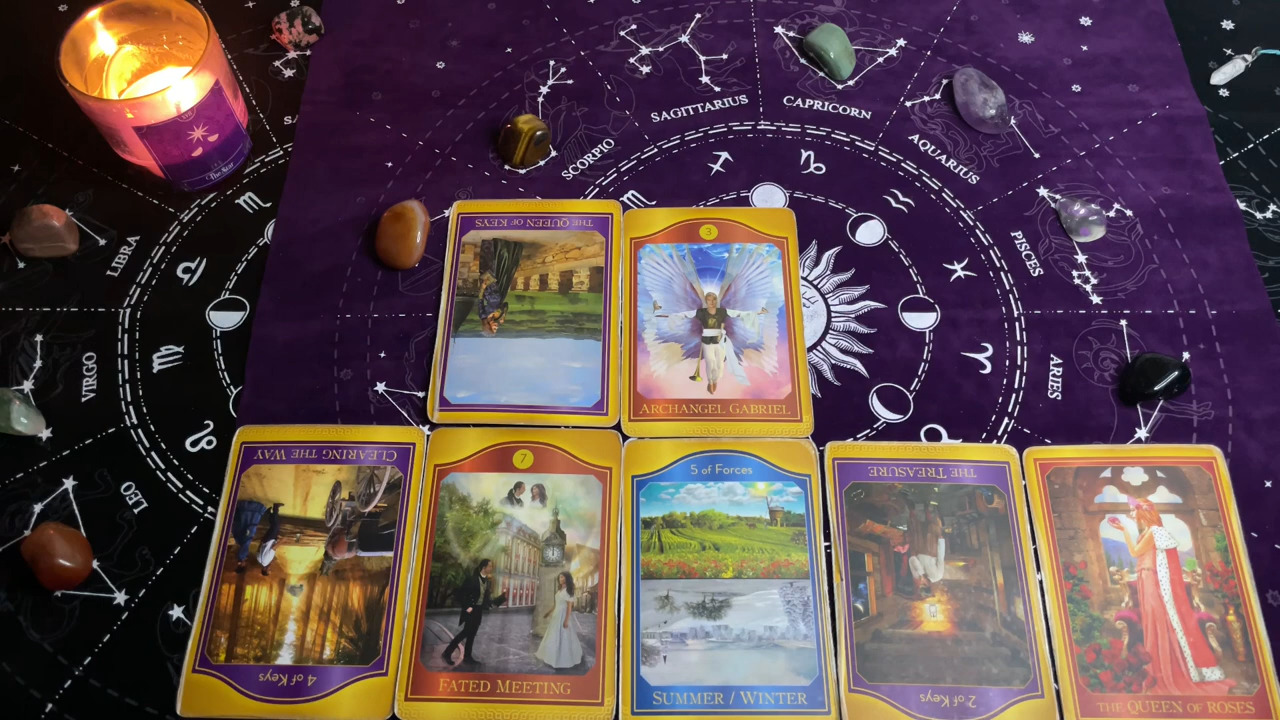 SAGITTARIUS
CAPRICORN
SCORPIO
AQUARIUS
LIBRA
PISCES
VIRGO
ARIES
LEO
The Star
THE QUEEN OF KEYS
3
ARCHANGEL GABRIEL
CLEARING THE WAY
4 of Keys
7
FATED MEETING
5 of Forces
SUMMER / WINTER
THE TREASURE
2 of Keys
THE QUEEN OF ROSES